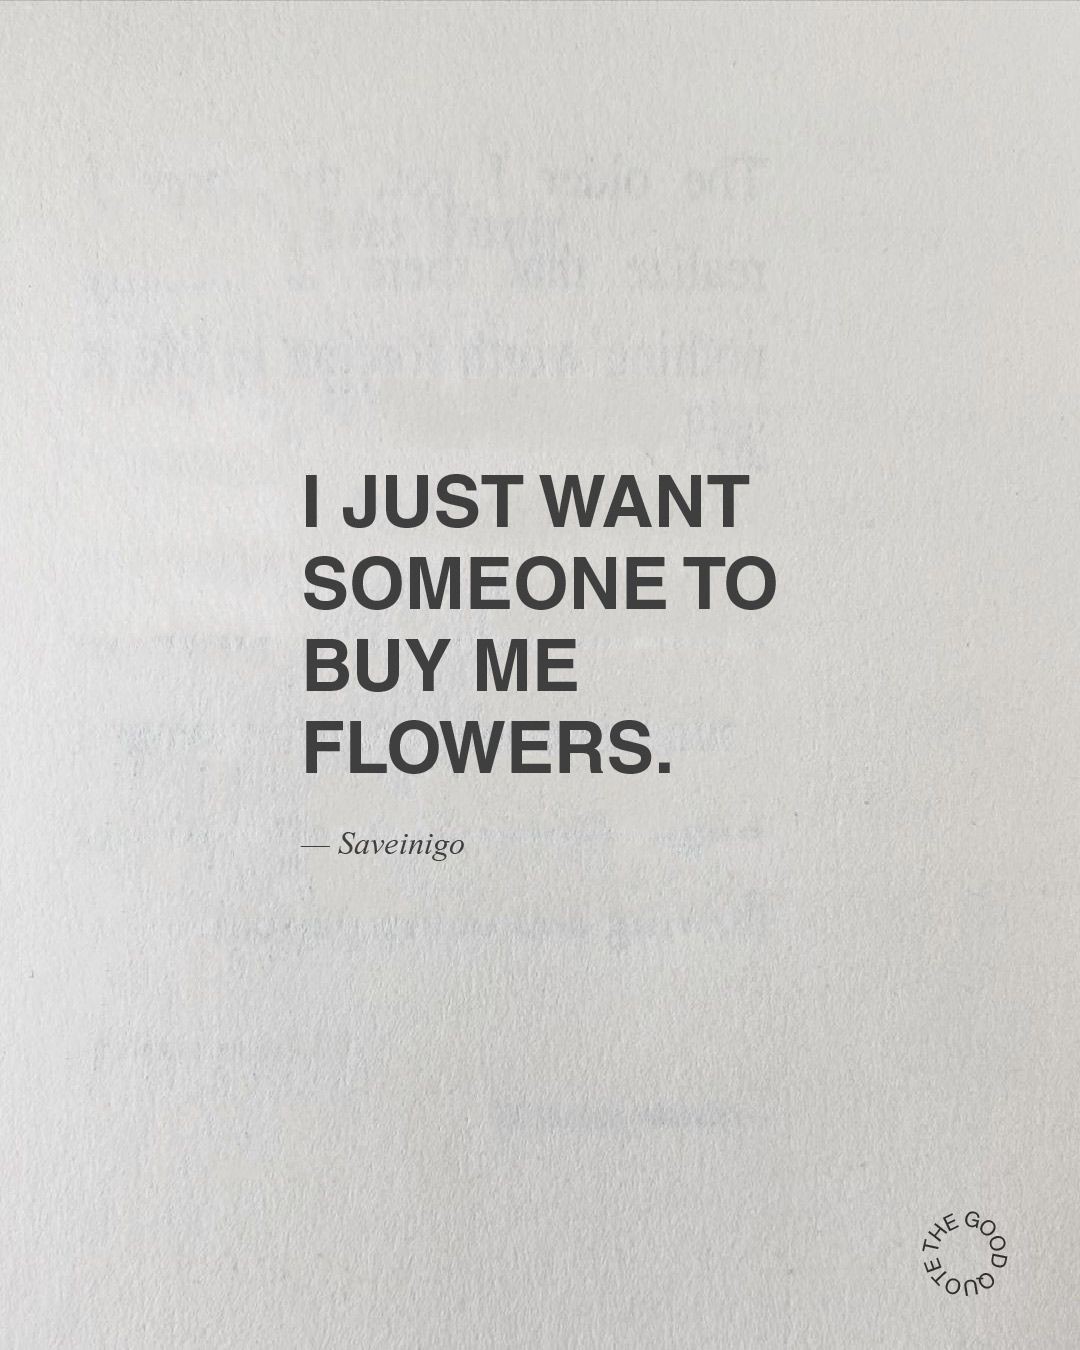 I JUST WANT
SOMEONE TO
BUY ME
FLOWERS.
— Saveinigo
THE GOOD QUOTE